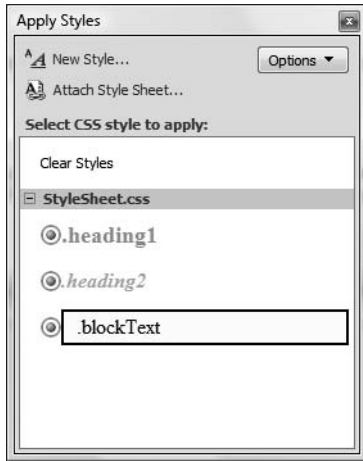 Apply Styles
New Style...
Options
Attach Style Sheet...
Select CSS style to apply:
Clear Styles
StyleSheet.css
.heading1
.heading2
.blockText